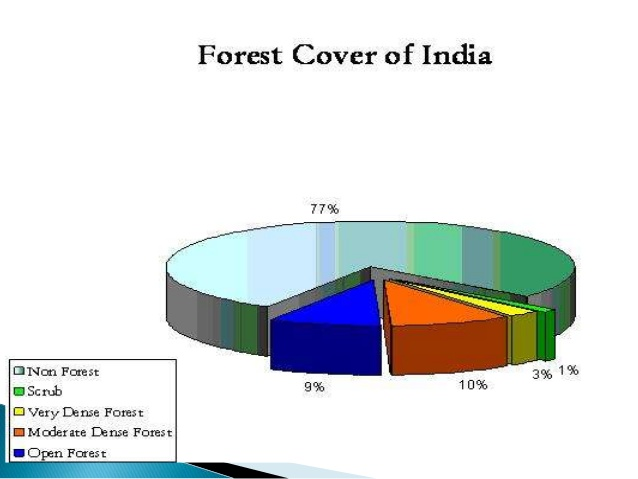 Forest Cover of India
77%
9%
10%
3%
1%
Non Forest
Scrub
Very Dense Forest
Moderate Dense Forest
Open Forest